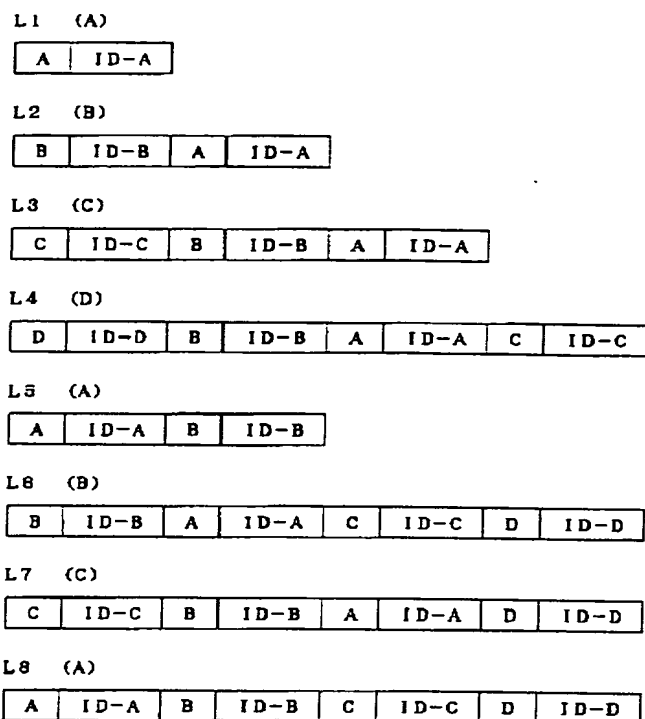 L1 (A)
A ID-A
L2 (B)
B ID-B A ID-A
L3 (C)
C ID-C B ID-B A ID-A
L4 (D)
D ID-D B ID-B A ID-A C ID-C
L5 (A)
A ID-A B ID-B
L6 (B)
B ID-B A ID-A C ID-C D ID-D
L7 (C)
C ID-C B ID-B A ID-A D ID-D
L8 (A)
A ID-A B ID-B C ID-C D ID-D